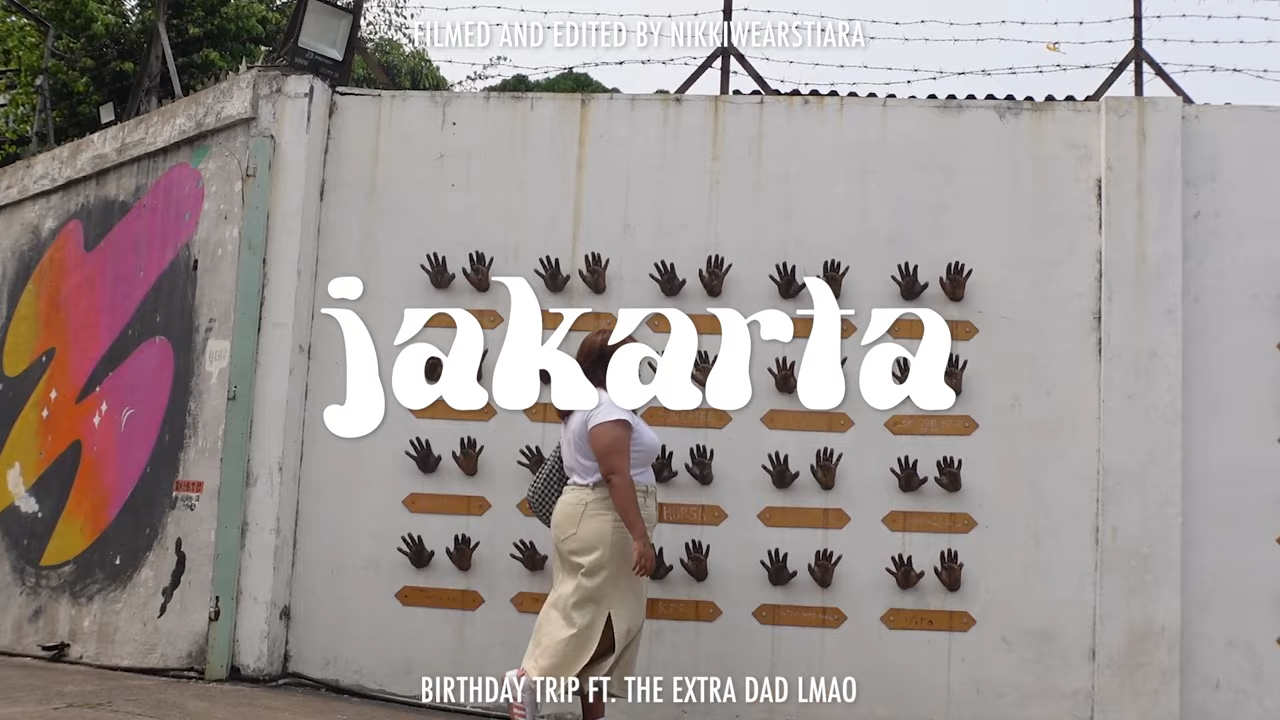 FILMED AND EDITED BY NIKKIWEARSTIARA
jakarta
BIRTHDAY TRIP FT. THE EXTRA DAD LMAO